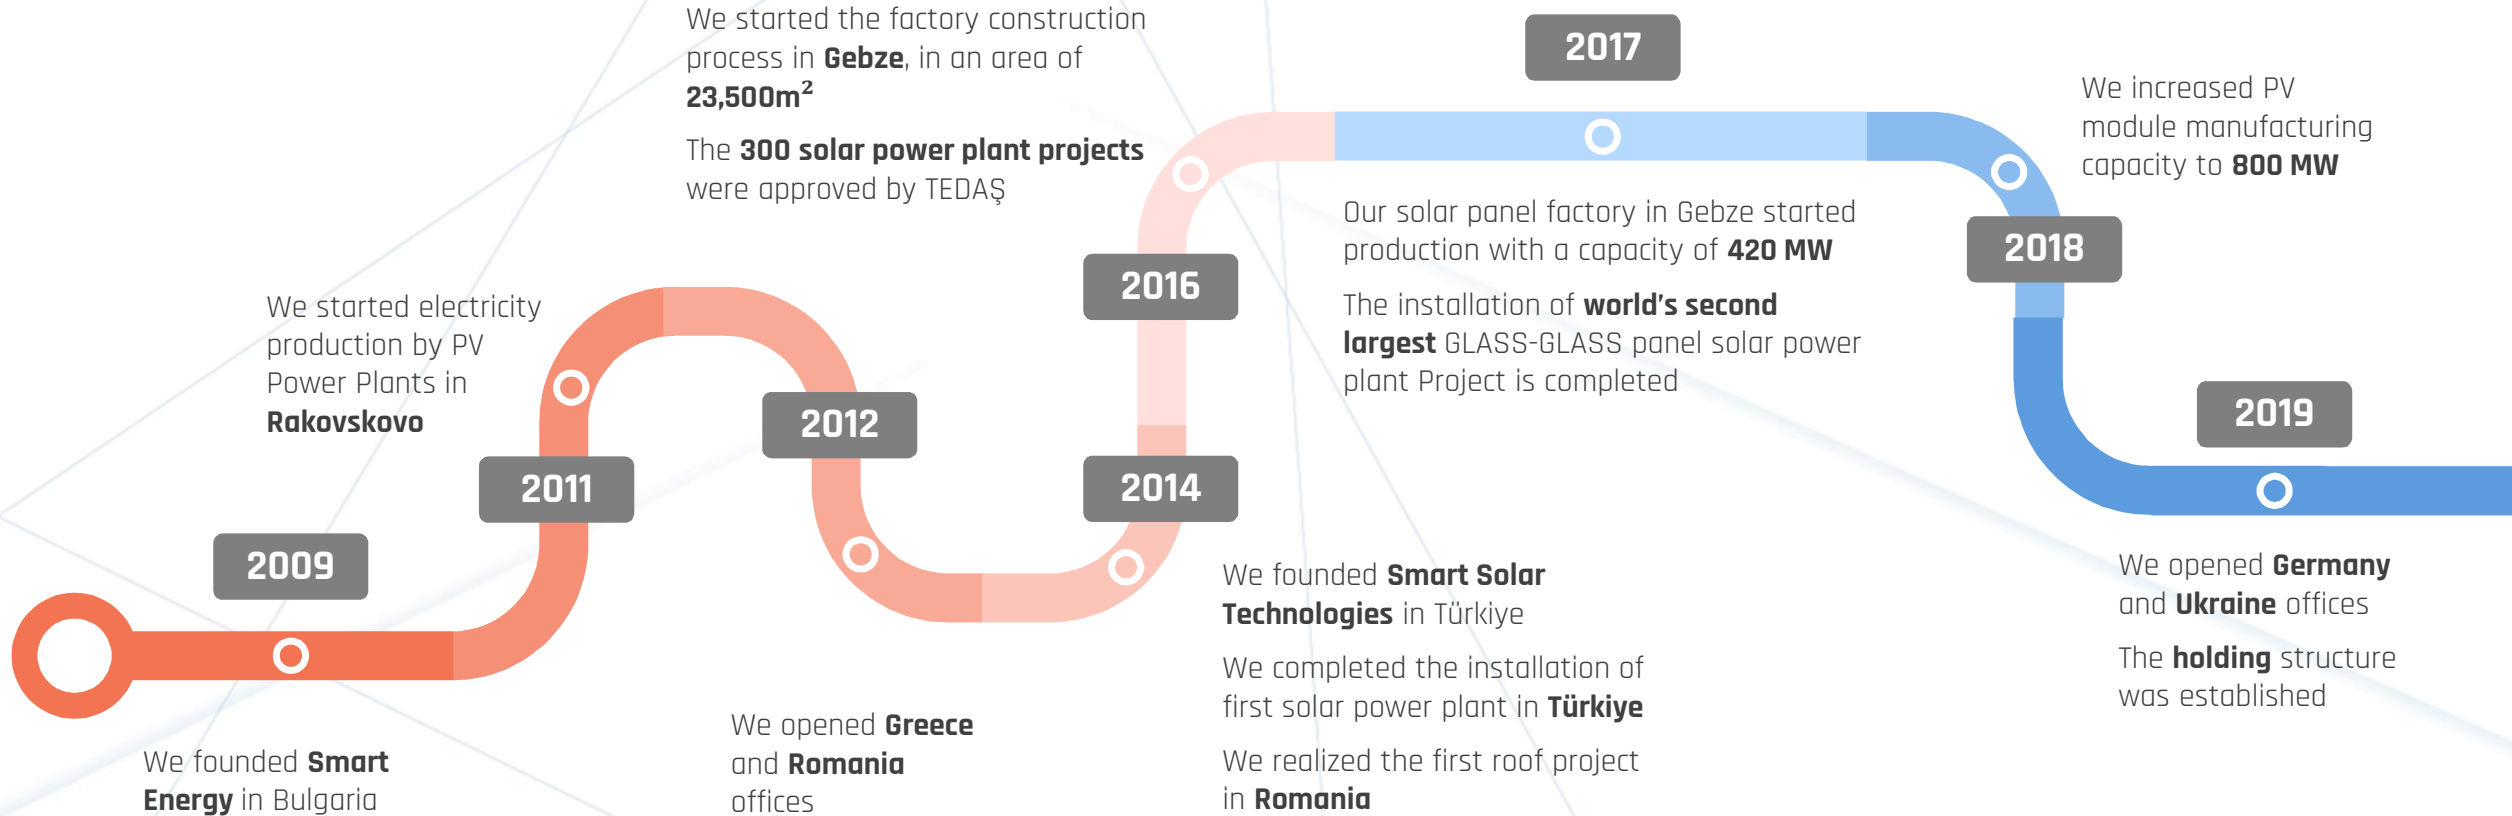 2009
We founded Smart
Energy in Bulgaria
2011
We started electricity
production by PV
Power Plants in
Rakovskovo
2012
We opened Greece
and Romania
offices
2014
We founded Smart Solar
Technologies in Türkiye
We completed the installation of
first solar power plant in Türkiye
We realized the first roof project
in Romania
2016
We started the factory construction
process in Gebze, in an area of
23,500m²
The 300 solar power plant projects
were approved by TEDAŞ
2017
Our solar panel factory in Gebze started
production with a capacity of 420 MW
The installation of world's second
largest GLASS-GLASS panel solar power
plant Project is completed
2018
We increased PV
module manufacturing
capacity to 800 MW
2019
We opened Germany
and Ukraine offices
The holding structure
was established